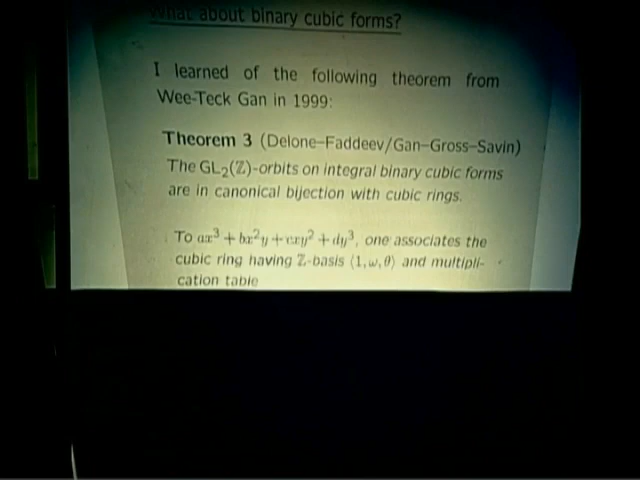 What about binary cubic forms?
I learned of the following theorem from
Wee-Teck Gan in 1999:
Theorem 3 (Delone–Faddeev/Gan–Gross–Savin)
The GL₂(ℤ)-orbits on integral binary cubic forms
are in canonical bijection with cubic rings.
To ax³ + bx²y + cxy² + dy³, one associates the
cubic ring having ℤ-basis ⟨1, ω, θ⟩ and multipli-
cation table